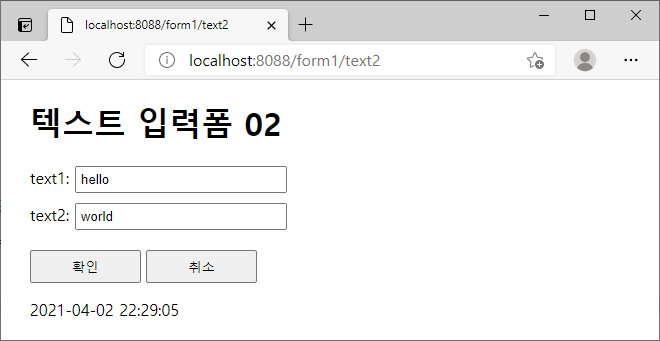 localhost:8088/form1/text2
localhost:8088/form1/text2
텍스트 입력폼 02
text1: hello
text2: world
확인 취소
2021-04-02 22:29:05